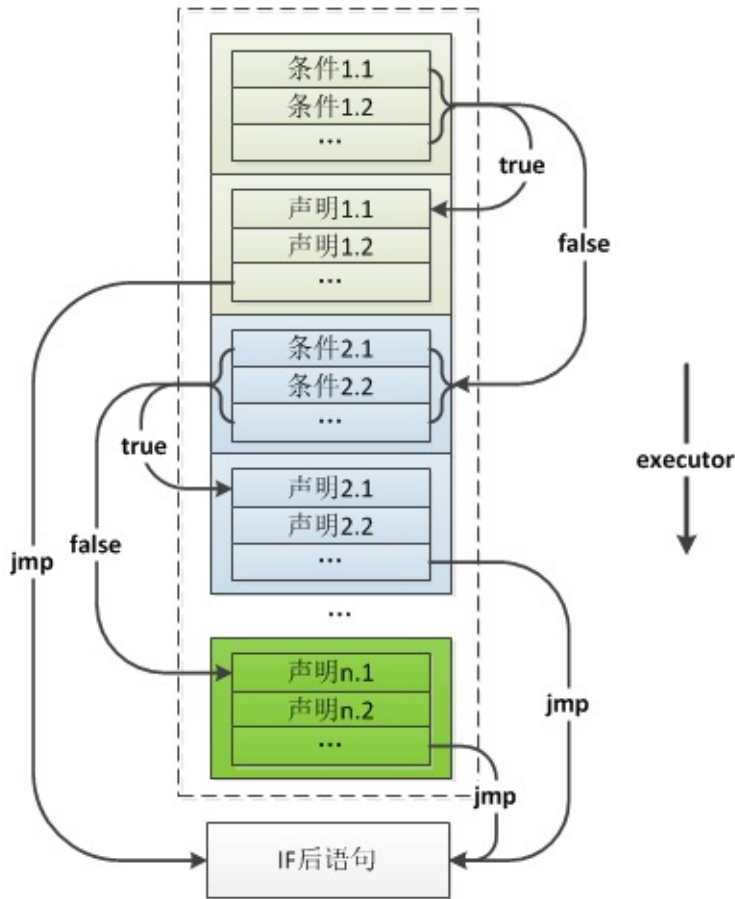 条件1.1
条件1.2
...
true
声明1.1
声明1.2
...
false
条件2.1
条件2.2
...
true
executor
声明2.1
声明2.2
...
false
jmp
...
声明n.1
声明n.2
...
jmp
jmp
IF后语句